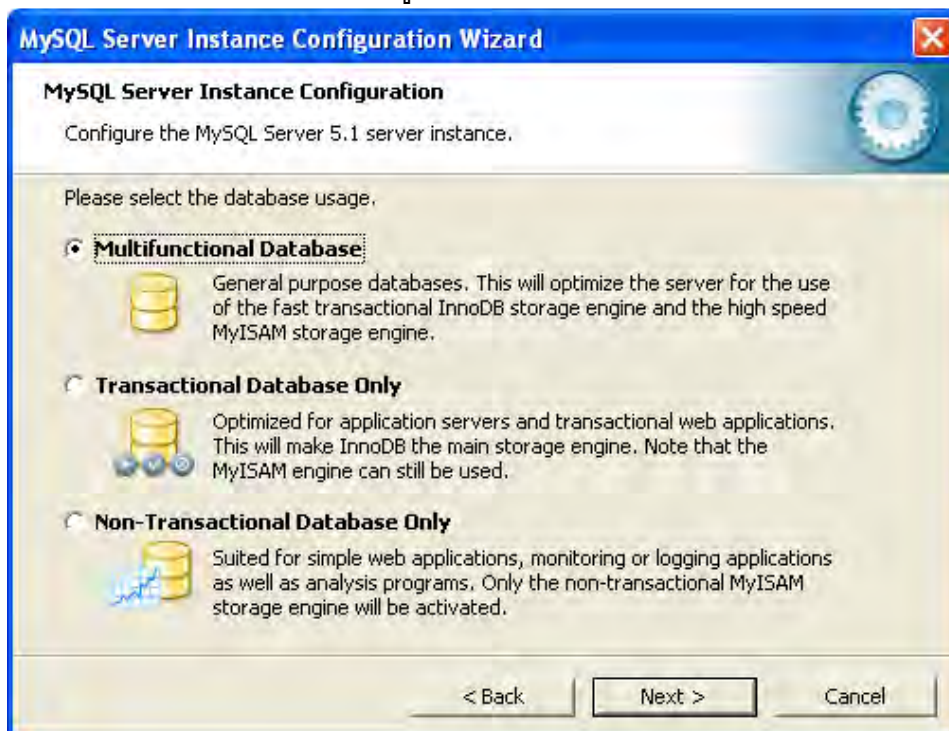 MySQL Server Instance Configuration Wizard
MySQL Server Instance Configuration
Configure the MySQL Server 5.1 server instance.
Please select the database usage.
Multifunctional Database
General purpose databases. This will optimize the server for the use
of the fast transactional InnoDB storage engine and the high speed
MyISAM storage engine.
Transactional Database Only
Optimized for application servers and transactional web applications.
This will make InnoDB the main storage engine. Note that the
MyISAM engine can still be used.
Non-Transactional Database Only
Suited for simple web applications, monitoring or logging applications
as well as analysis programs. Only the non-transactional MyISAM
storage engine will be activated.
< Back Next > Cancel